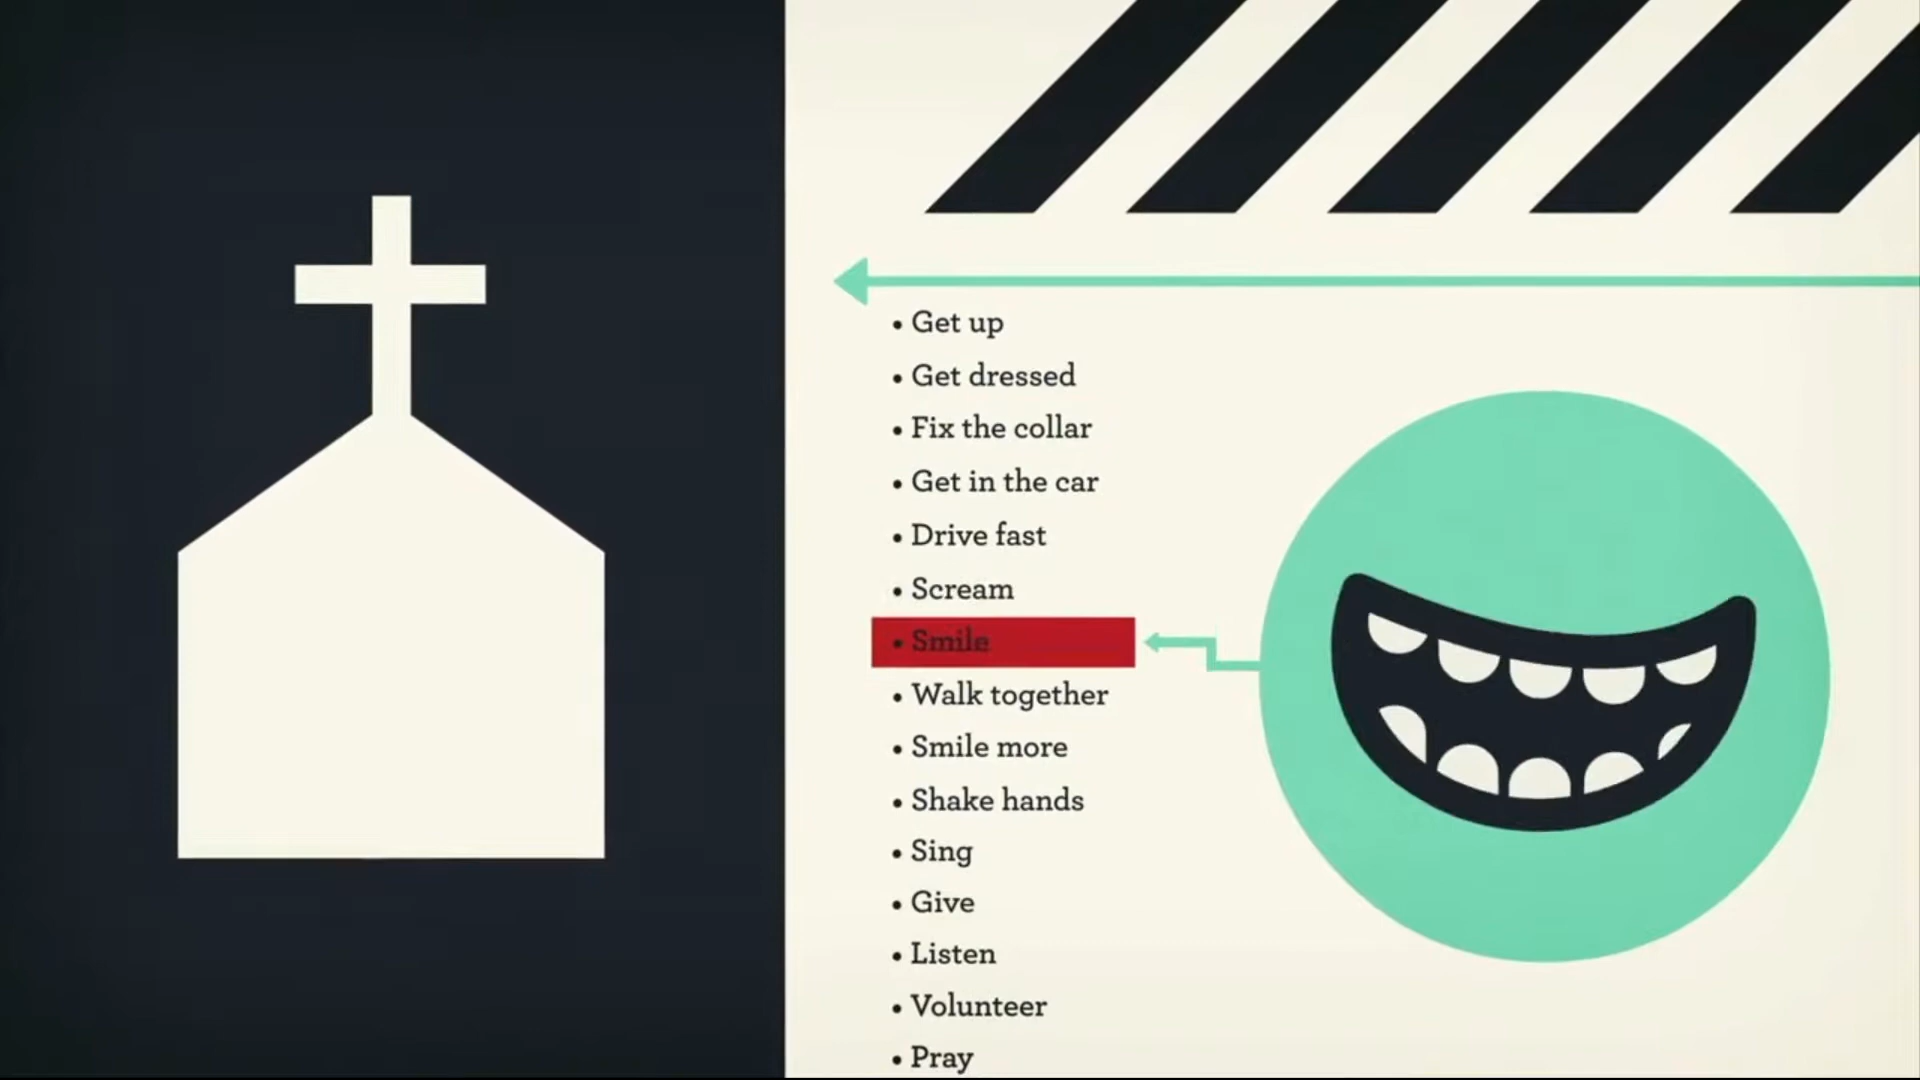 • Get up
• Get dressed
• Fix the collar
• Get in the car
• Drive fast
• Scream
• Smile
• Walk together
• Smile more
• Shake hands
• Sing
• Give
• Listen
• Volunteer
• Pray